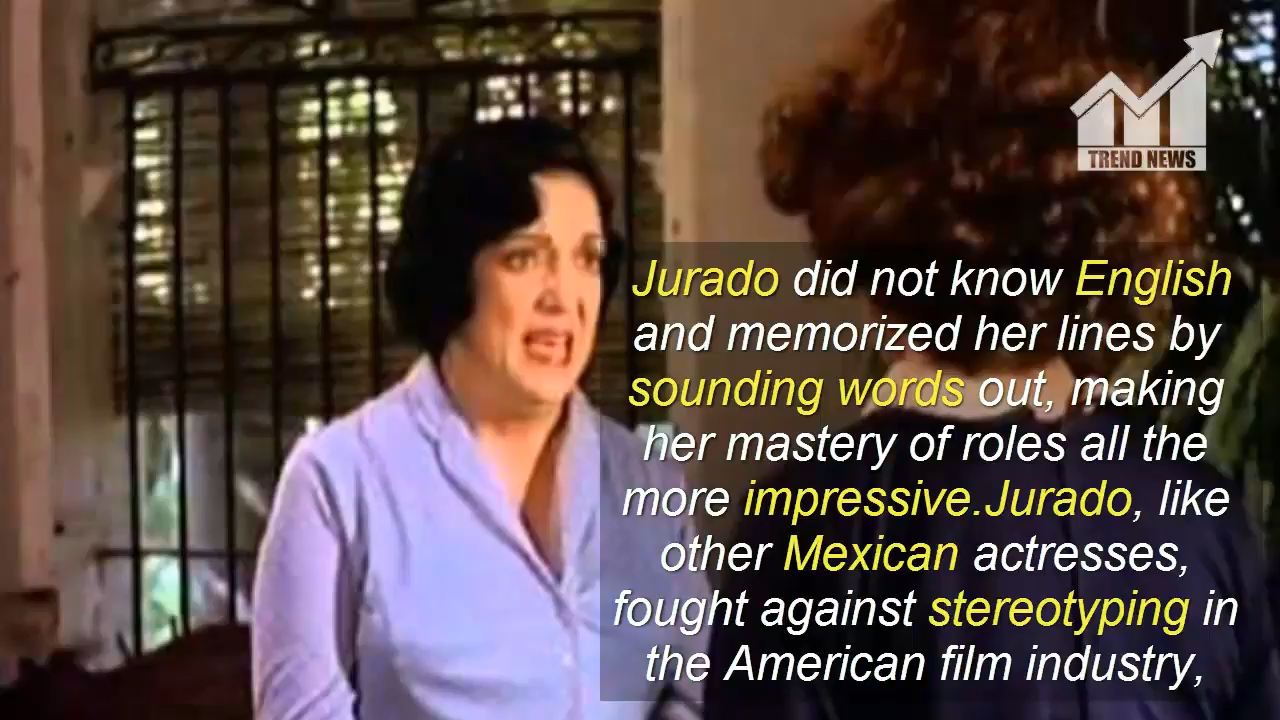 TREND NEWS
Jurado did not know English
and memorized her lines by
sounding words out, making
her mastery of roles all the
more impressive.Jurado, like
other Mexican actresses,
fought against stereotyping in
the American film industry,